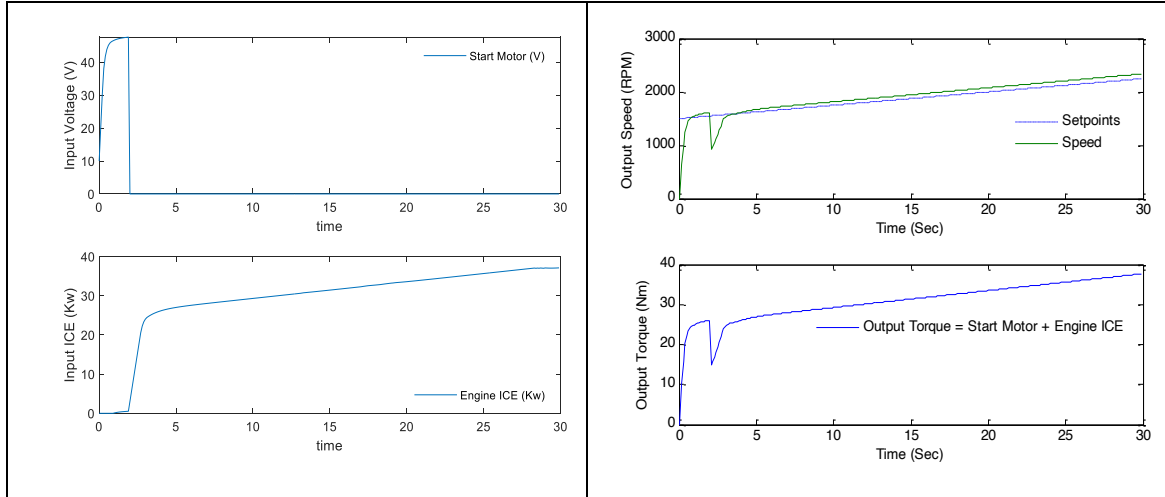 Input Voltage (V)
40
30
20
10
0
Start Motor (V)
0 5 10 15 20 25 30
time
Input ICE (Kw)
40
30
20
10
0
Engine ICE (Kw)
0 5 10 15 20 25 30
time
Output Speed (RPM)
3000
2000
1000
0
Setpoints
Speed
0 5 10 15 20 25 30
Time (Sec)
Output Torque (Nm)
40
30
20
10
0
Output Torque = Start Motor + Engine ICE
0 5 10 15 20 25 30
Time (Sec)